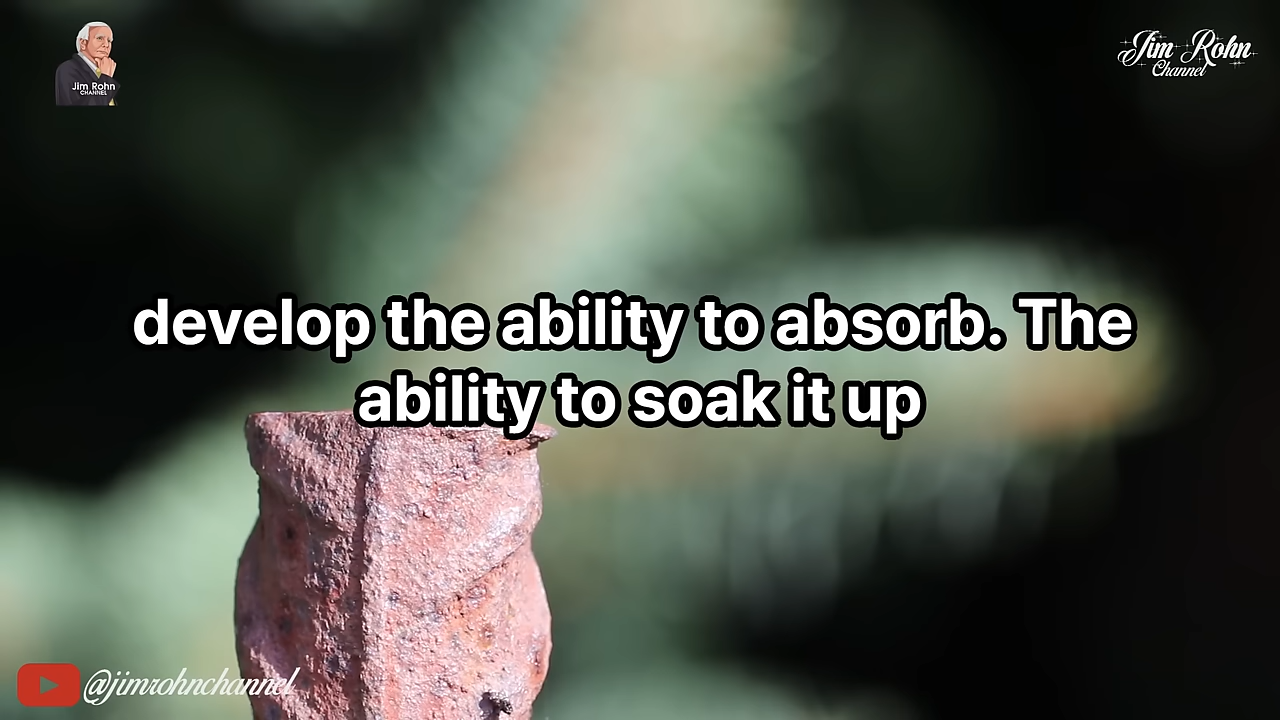 Jim Rohn
CHANNEL
Jim Rohn
Channel
develop the ability to absorb. The
ability to soak it up
@jimrohnchannel